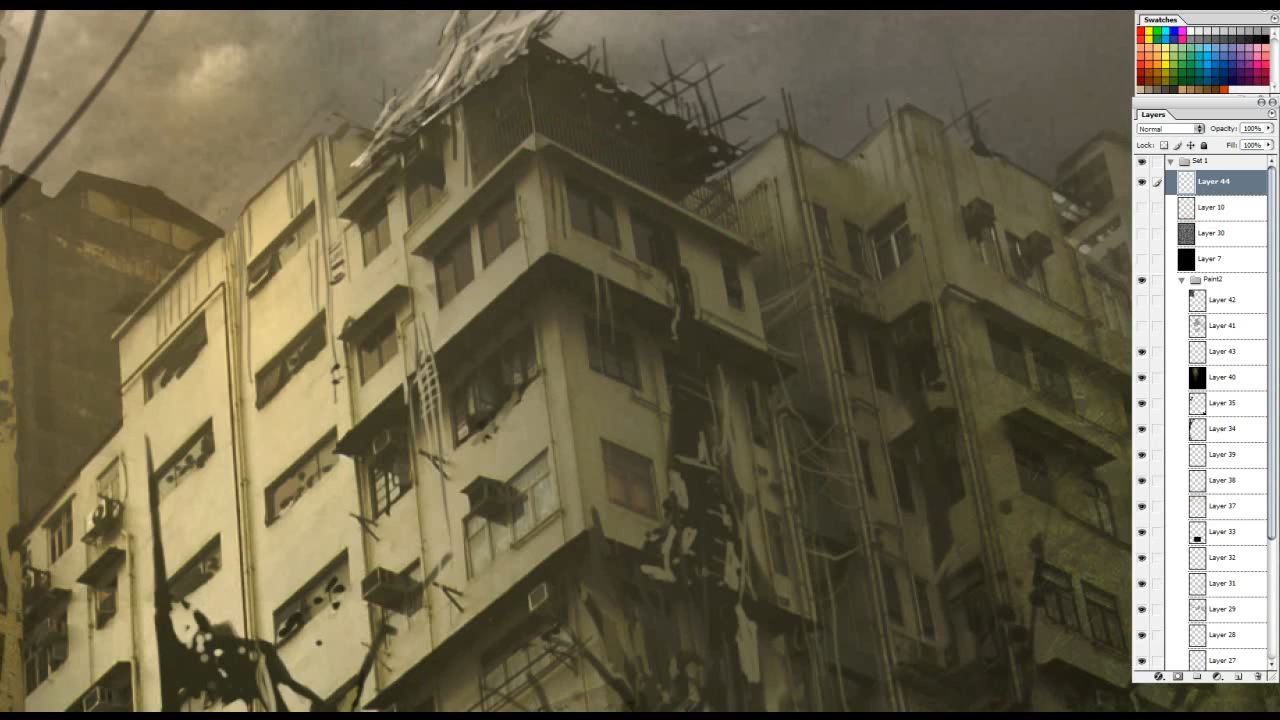 Swatches
Layers
Normal
Opacity: 100%
Lock:
Fill: 100%
Set 1
Layer 44
Layer 10
Layer 30
Layer 7
Paint2
Layer 42
Layer 41
Layer 43
Layer 40
Layer 35
Layer 34
Layer 39
Layer 38
Layer 37
Layer 33
Layer 32
Layer 31
Layer 29
Layer 28
Layer 27